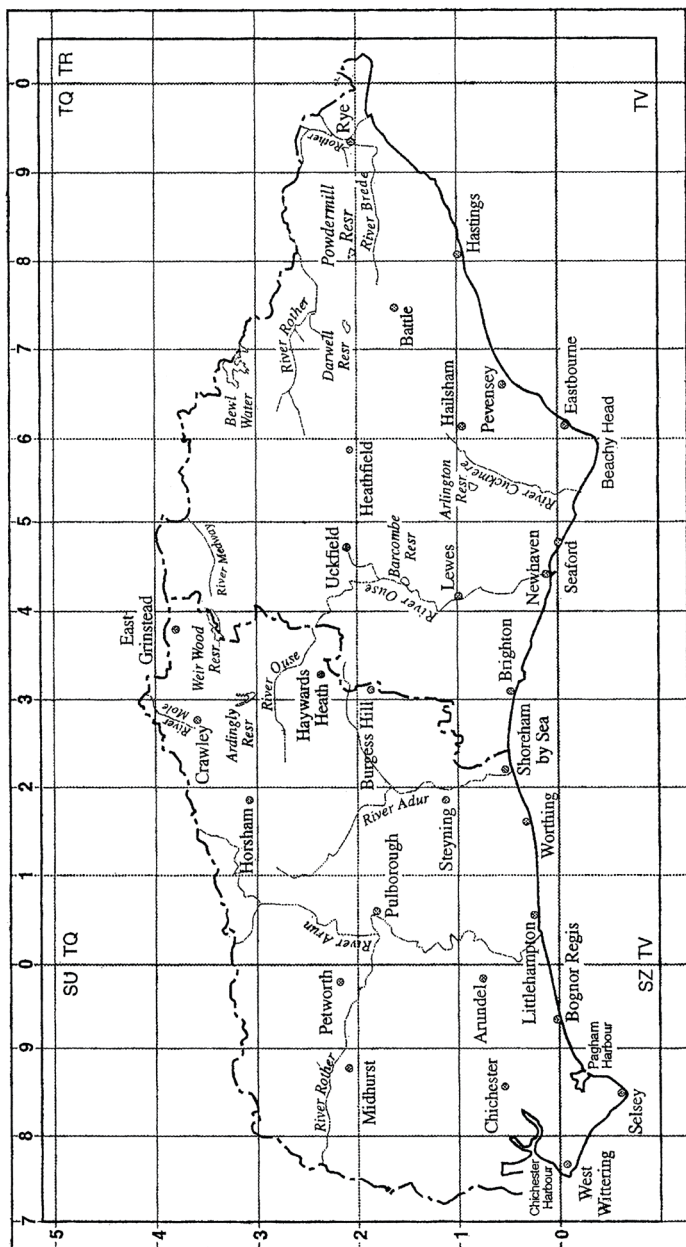 SU
TQ
TQ
TR
SZ
TV
TV
7
8
9
0
1
2
3
4
5
6
7
8
9
0
-5
-4
-3
-2
-1
-0
River Mole
Crawley
East
Grinstead
Weir Wood
Resr
River Medway
Ardingly
Resr
Horsham
River Ouse
Haywards
Heath
Bewl
Water
River Rother
Darwell
Resr
Powdermill
Resr
Rother
Rye
River Brede
Battle
Hastings
Petworth
River Rother
Midhurst
River Arun
Pulborough
River Adur
Burgess Hill
Steyning
Uckfield
Barcombe
Resr
River Ouse
Lewes
Heathfield
Arlington
Resr
River Cuckmere
Hailsham
Pevensey
Eastbourne
Beachy Head
Chichester
Arundel
Chichester
Harbour
West
Wittering
Selsey
Pagham
Harbour
Bognor Regis
Littlehampton
Worthing
Shoreham
by Sea
Brighton
Newhaven
Seaford